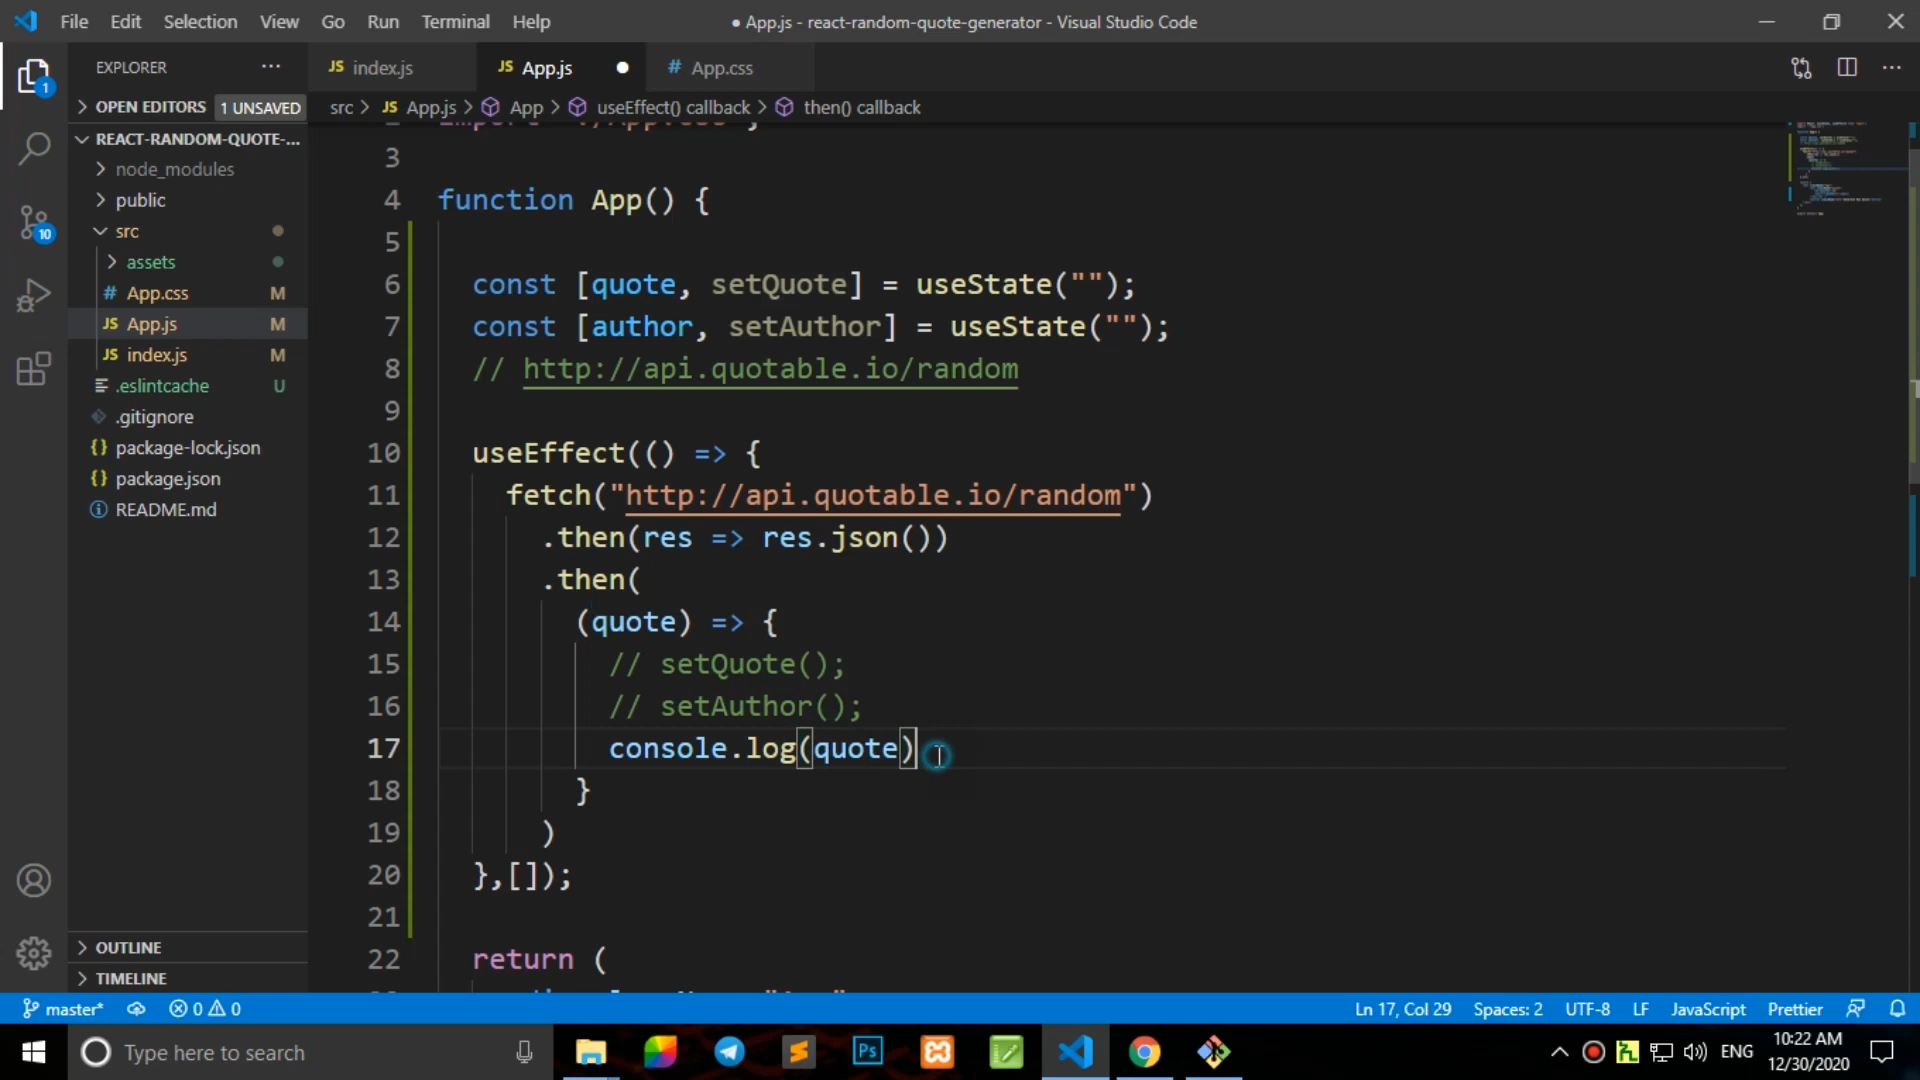 File Edit Selection View Go Run Terminal Help
● App.js - react-random-quote-generator - Visual Studio Code
EXPLORER ···
JS index.js
JS App.js ●
# App.css
OPEN EDITORS 1 UNSAVED
src > JS App.js > App > useEffect() callback > then() callback
REACT-RANDOM-QUOTE-...
node_modules
public
src
assets
# App.css M
JS App.js M
JS index.js M
.eslintcache U
.gitignore
{} package-lock.json
{} package.json
README.md
OUTLINE
TIMELINE
1
10
3
4 function App() {
5
6 const [quote, setQuote] = useState("");
7 const [author, setAuthor] = useState("");
8 // http://api.quotable.io/random
9
10 useEffect(() => {
11 fetch("http://api.quotable.io/random")
12 .then(res => res.json())
13 .then(
14 (quote) => {
15 // setQuote();
16 // setAuthor();
17 console.log(quote)
18 }
19 )
20 },[]);
21
22 return (
master* 0 0
Ln 17, Col 29 Spaces: 2 UTF-8 LF JavaScript Prettier
Type here to search
Ps
ENG
10:22 AM
12/30/2020